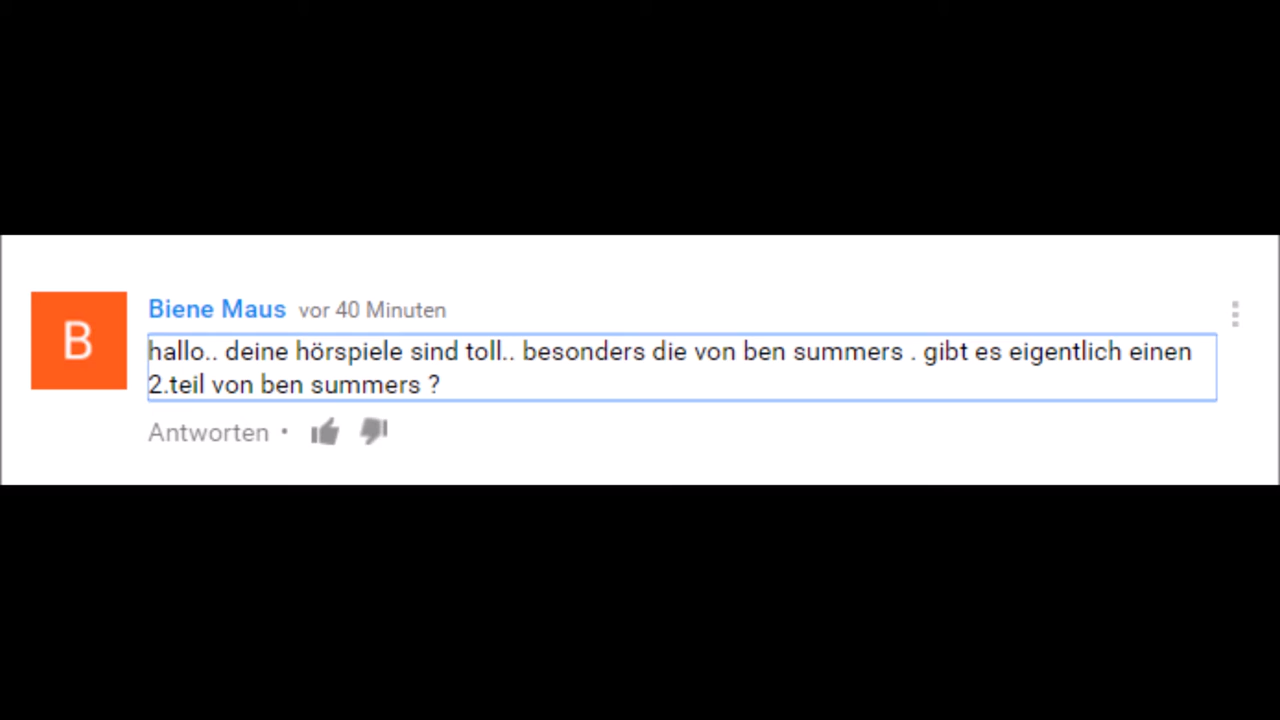 B
Biene Maus vor 40 Minuten
hallo.. deine hörspiele sind toll.. besonders die von ben summers . gibt es eigentlich einen
2.teil von ben summers ?
Antworten •